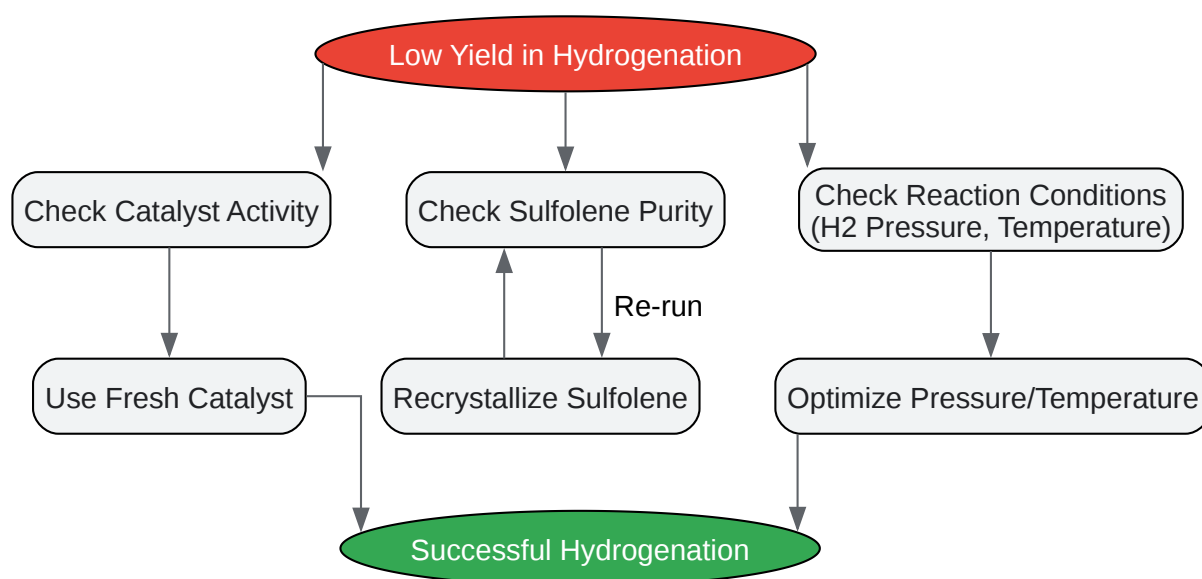 Low Yield in Hydrogenation
Check Catalyst Activity
Check Sulfolene Purity
Check Reaction Conditions
(H2 Pressure, Temperature)
Re-run
Use Fresh Catalyst
Recrystallize Sulfolene
Optimize Pressure/Temperature
Successful Hydrogenation